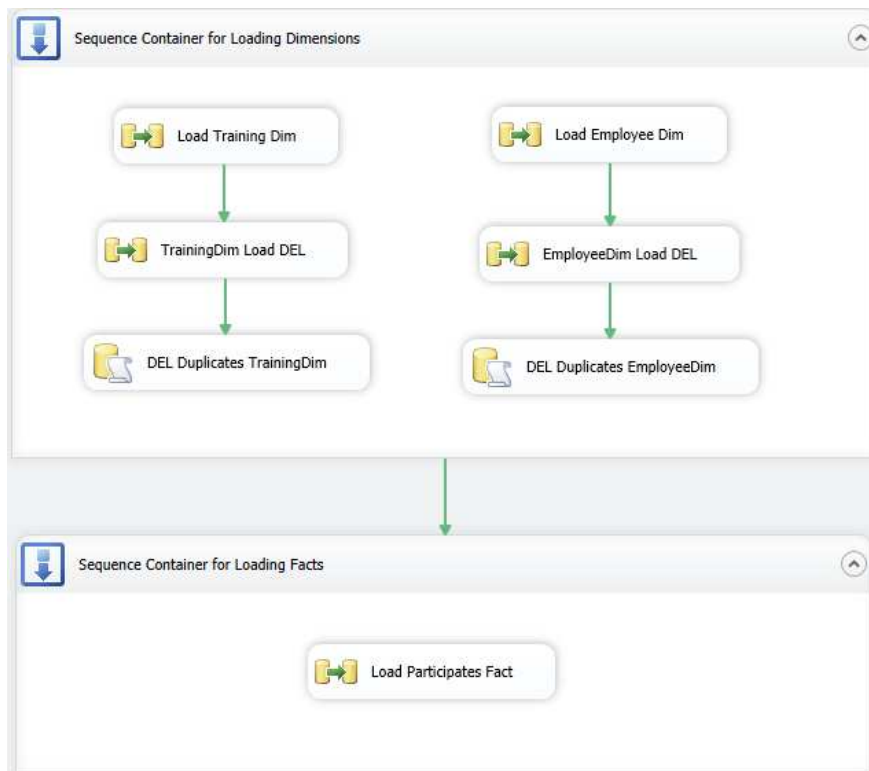 Sequence Container for Loading Dimensions
Load Training Dim
Load Employee Dim
TrainingDim Load DEL
EmployeeDim Load DEL
DEL Duplicates TrainingDim
DEL Duplicates EmployeeDim
Sequence Container for Loading Facts
Load Participates Fact